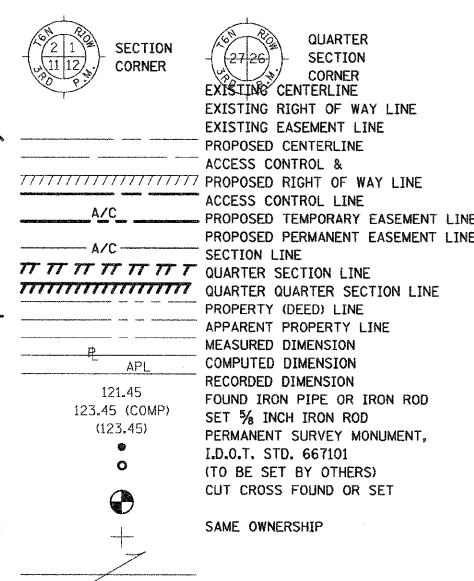 T6N R10W
2 1
11 12
3RD P.M.
SECTION
CORNER
T6N R10W
27 26
3RD P.M.
QUARTER
SECTION
CORNER
EXISTING CENTERLINE
EXISTING RIGHT OF WAY LINE
EXISTING EASEMENT LINE
PROPOSED CENTERLINE
ACCESS CONTROL &
PROPOSED RIGHT OF WAY LINE
ACCESS CONTROL LINE
A/C
PROPOSED TEMPORARY EASEMENT LINE
PROPOSED PERMANENT EASEMENT LINE
A/C
SECTION LINE
QUARTER SECTION LINE
QUARTER QUARTER SECTION LINE
PROPERTY (DEED) LINE
APPARENT PROPERTY LINE
MEASURED DIMENSION
PL
COMPUTED DIMENSION
APL
RECORDED DIMENSION
121.45
FOUND IRON PIPE OR IRON ROD
123.45 (COMP)
SET 5/8 INCH IRON ROD
(123.45)
PERMANENT SURVEY MONUMENT,
I.D.O.T. STD. 667101
(TO BE SET BY OTHERS)
CUT CROSS FOUND OR SET
SAME OWNERSHIP